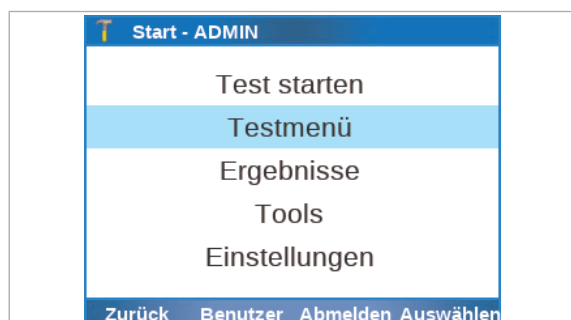 Start - ADMIN
Test starten
Testmenü
Ergebnisse
Tools
Einstellungen
Zurück Benutzer Abmelden Auswählen